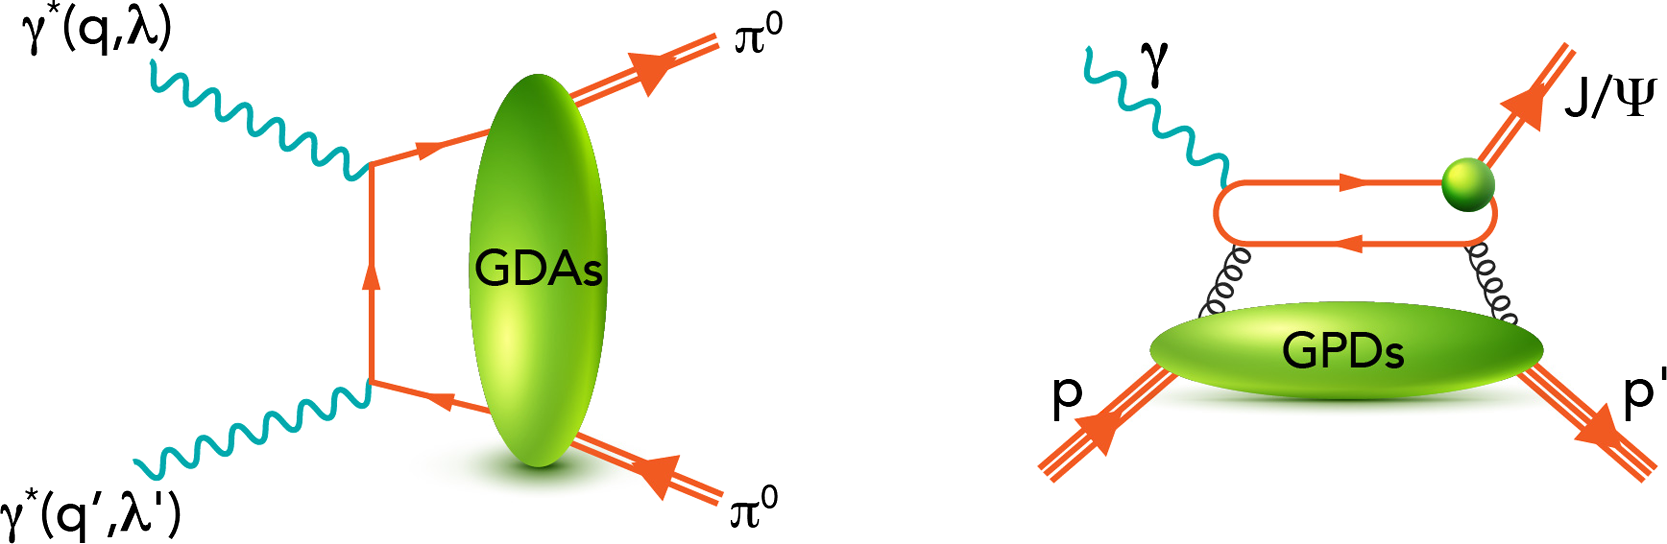 γ*(q,λ)
π⁰
GDAs
γ*(q′,λ')
π⁰
γ
J/Ψ
GPDs
p
p'